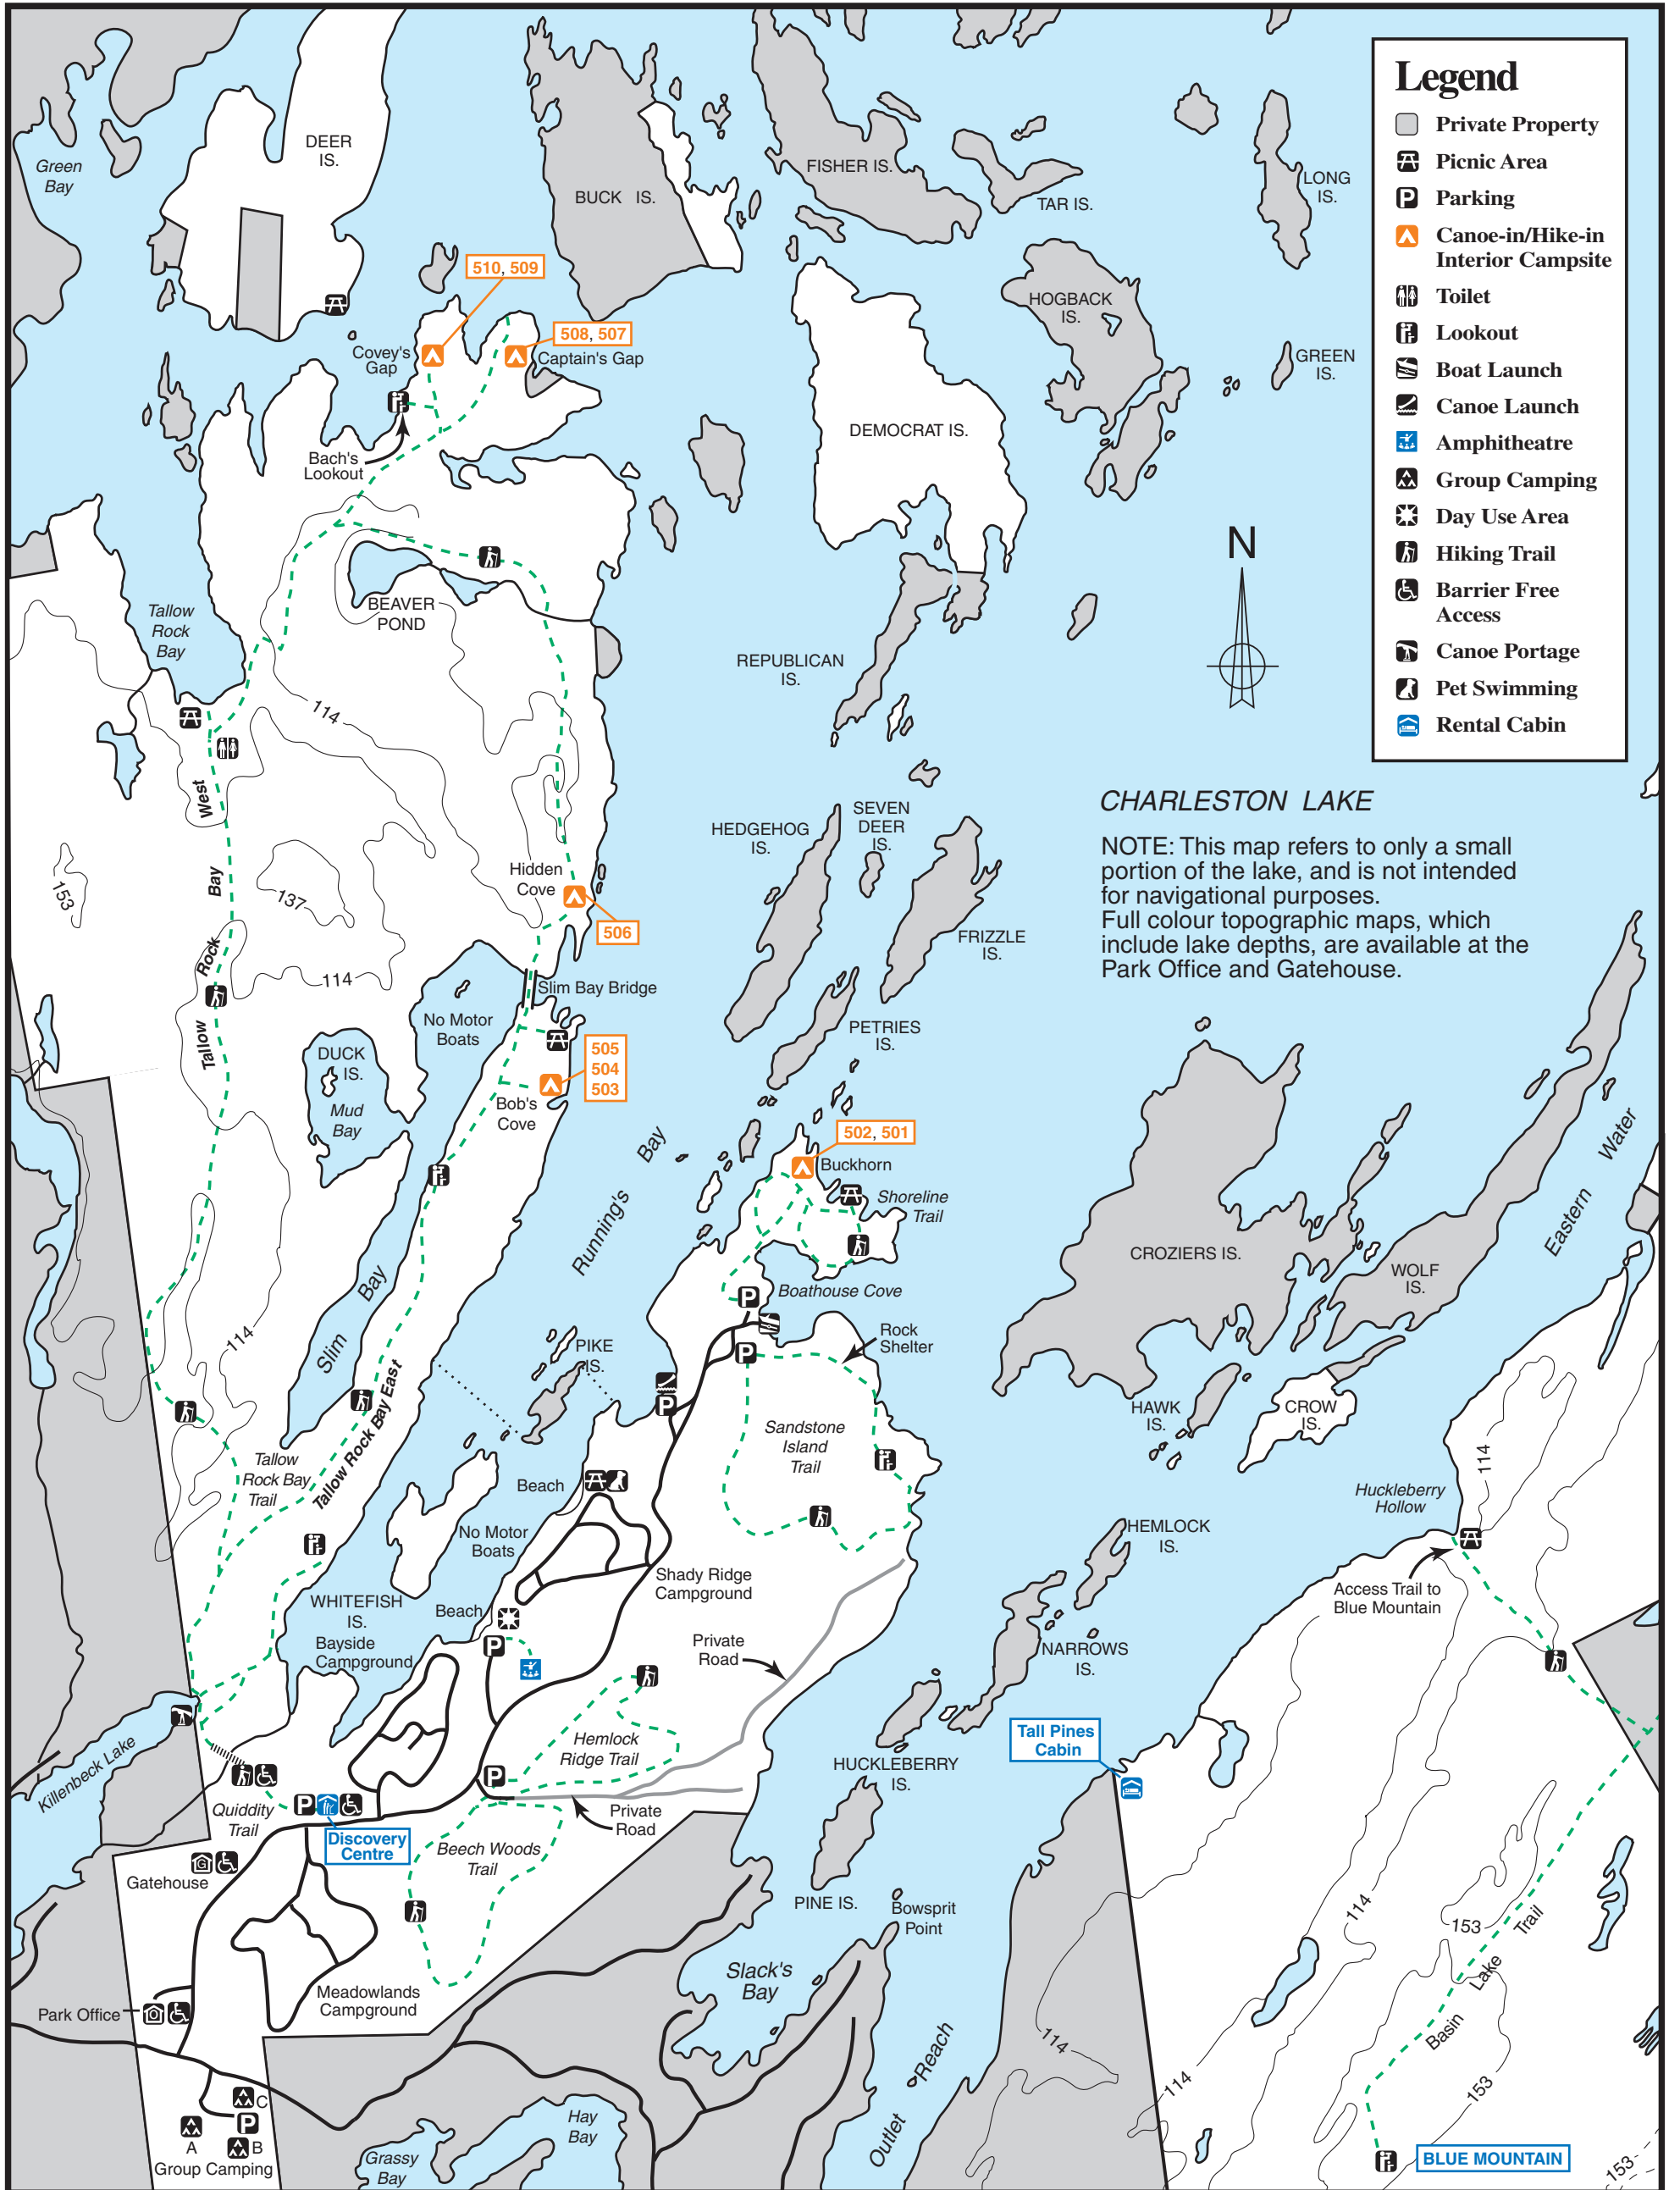 Legend
Private Property
Picnic Area
Parking
Canoe-in/Hike-in
Interior Campsite
Toilet
Lookout
Boat Launch
Canoe Launch
Amphitheatre
Group Camping
Day Use Area
Hiking Trail
Barrier Free
Access
Canoe Portage
Pet Swimming
Rental Cabin
Green
Bay
DEER
IS.
BUCK IS.
FISHER IS.
TAR IS.
LONG
IS.
510, 509
508, 507
Covey's
Gap
Captain's Gap
HOGBACK
IS.
GREEN
IS.
Bach's
Lookout
DEMOCRAT IS.
N
BEAVER
POND
Tallow
Rock
Bay
REPUBLICAN
IS.
114
West
Bay
Rock
Tallow
CHARLESTON LAKE
NOTE: This map refers to only a small
portion of the lake, and is not intended
for navigational purposes.
Full colour topographic maps, which
include lake depths, are available at the
Park Office and Gatehouse.
HEDGEHOG
IS.
SEVEN
DEER
IS.
FRIZZLE
IS.
153
137
Hidden
Cove
506
114
Slim Bay Bridge
No Motor
Boats
PETRIES
IS.
DUCK
IS.
Mud
Bay
505
504
503
Bob's
Cove
502, 501
Buckhorn
Shoreline
Trail
Running's
Bay
Eastern
Water
CROZIERS IS.
WOLF
IS.
Boathouse Cove
Slim
Bay
114
PIKE
IS.
Rock
Shelter
Tallow Rock Bay East
Tallow
Rock Bay
Trail
Sandstone
Island
Trail
HAWK
IS.
CROW
IS.
114
Beach
No Motor
Boats
Huckleberry
Hollow
HEMLOCK
IS.
Shady Ridge
Campground
Access Trail to
Blue Mountain
WHITEFISH
IS.
Beach
Bayside
Campground
Private
Road
NARROWS
IS.
Hemlock
Ridge Trail
Tall Pines
Cabin
HUCKLEBERRY
IS.
Killenbeck Lake
Quiddity
Trail
Discovery
Centre
Private
Road
Beech Woods
Trail
Gatehouse
PINE IS.
Bowsprit
Point
114
153
Basin
Lake
Trail
Slack's
Bay
Meadowlands
Campground
Park Office
Outlet
Reach
114
114
153
C
A
B
Group Camping
Hay
Bay
Grassy
Bay
BLUE MOUNTAIN
153